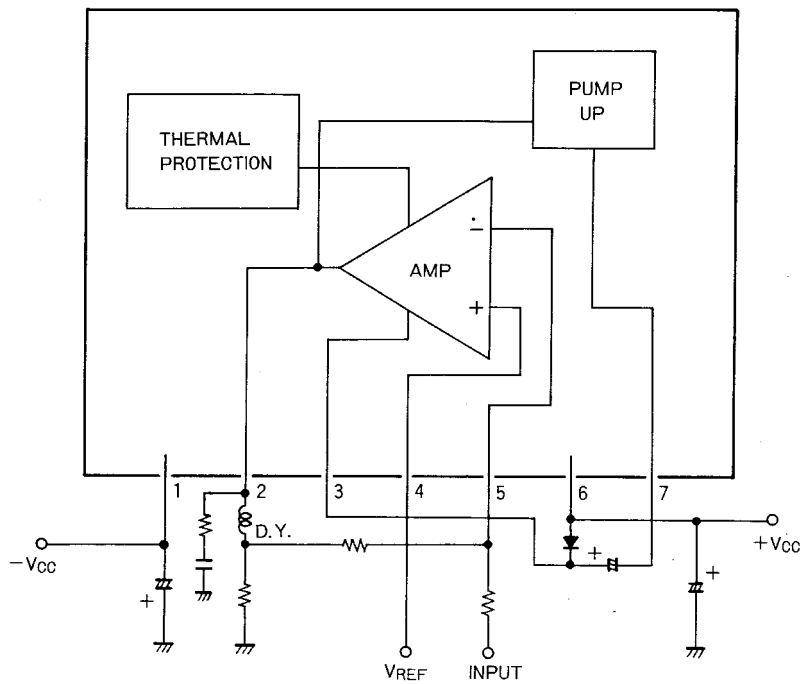 PUMP
UP
THERMAL
PROTECTION
−
AMP
+
1 2 3 4 5 6 7
D.Y.
−VCC
+
+
+
+VCC
VREF INPUT